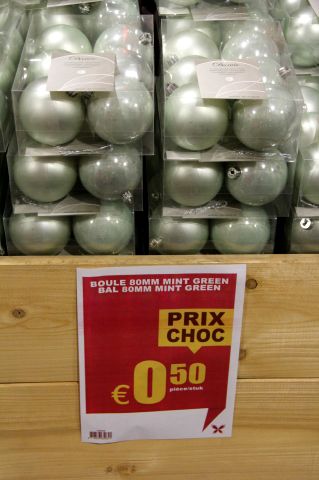 BOULE 80MM MINT GREEN
BAL 80MM MINT GREEN
PRIX
CHOC
€0.50
pièce/stuk